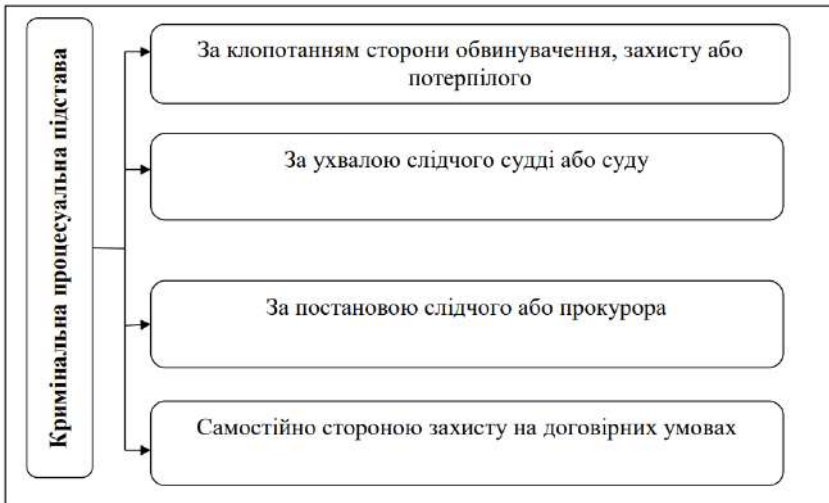 Кримінальна процесуальна підстава
За клопотанням сторони обвинувачення, захисту або
потерпілого
За ухвалою слідчого судді або суду
За постановою слідчого або прокурора
Самостійно стороною захисту на договірних умовах